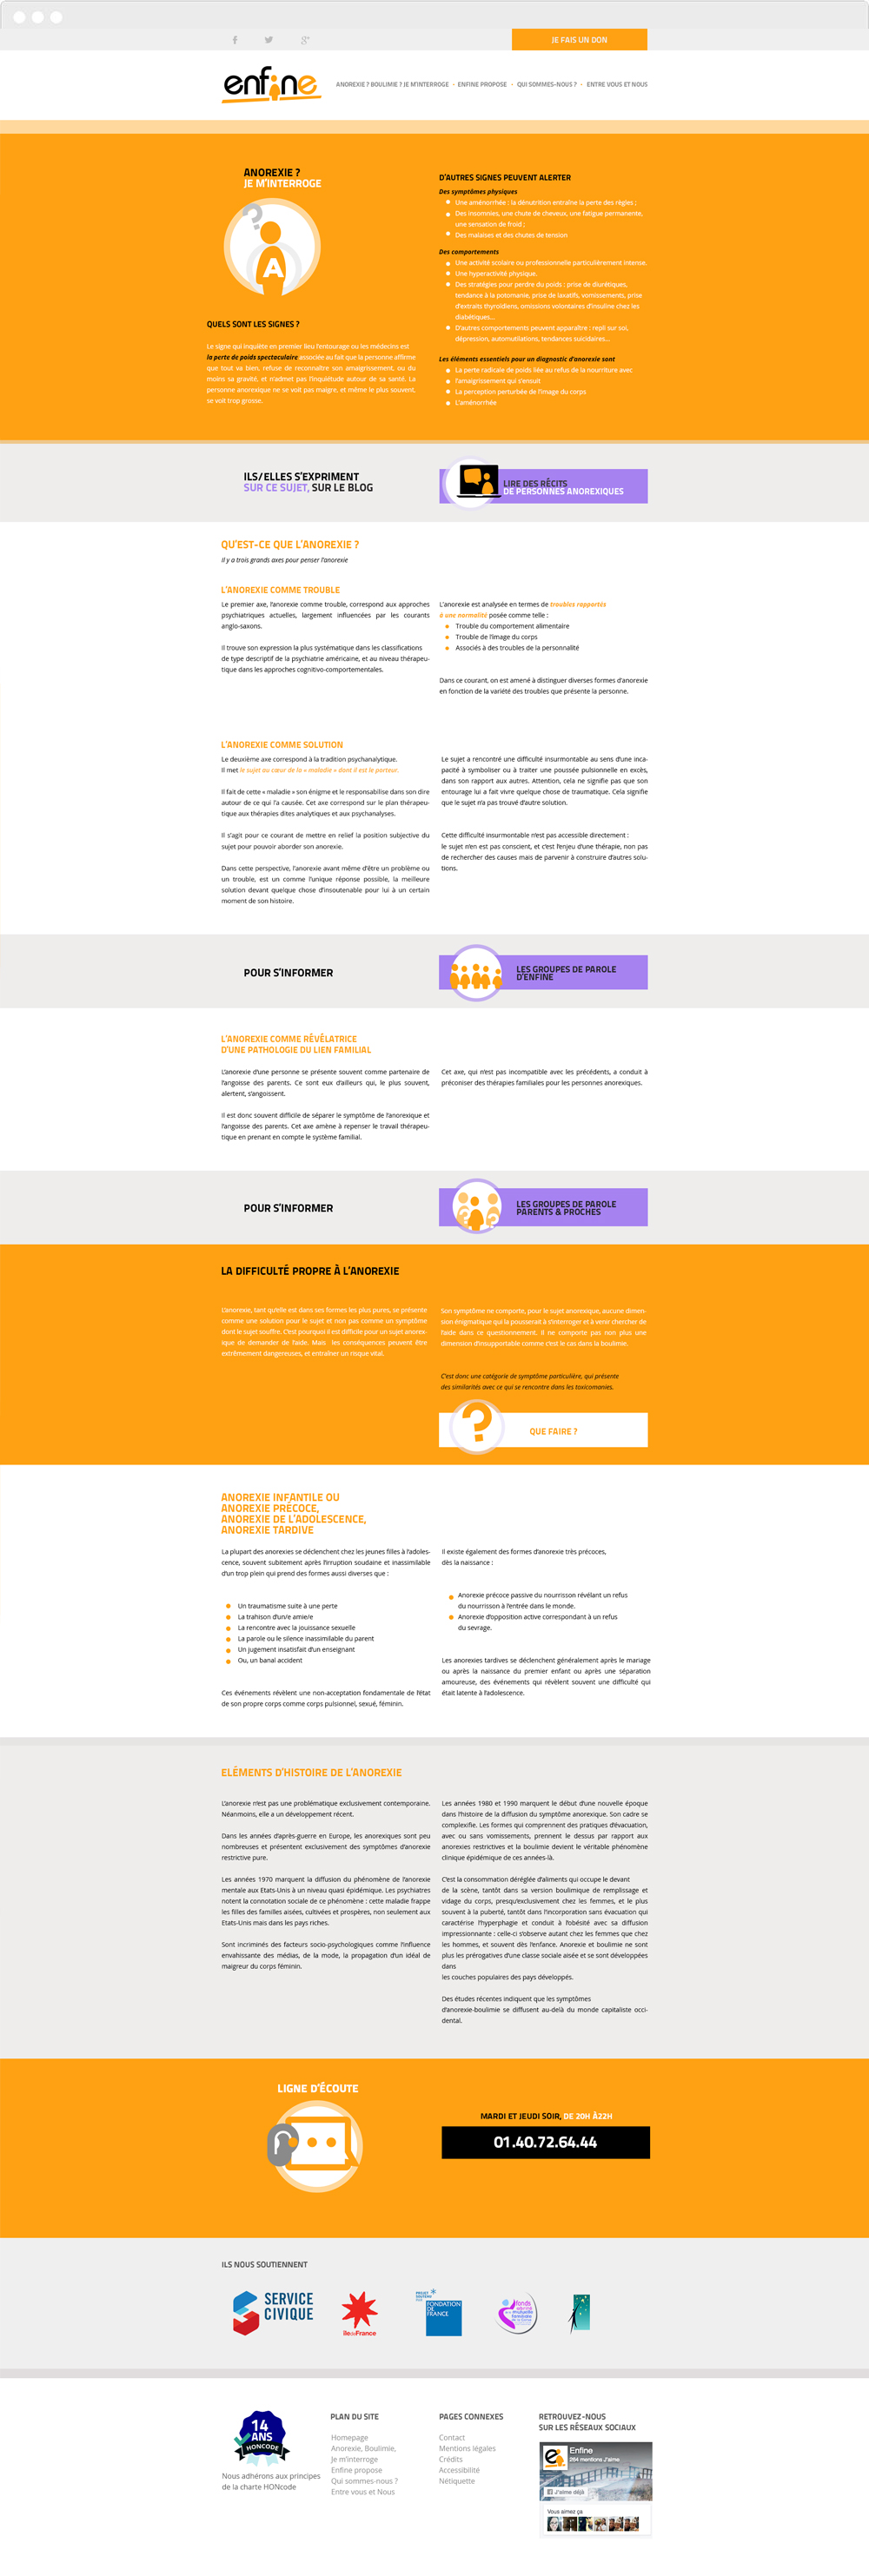 JE FAIS UN DON
enfine
ANOREXIE ? BOULIMIE ? JE M'INTERROGE • ENFINE PROPOSE • QUI SOMMES-NOUS ? • ENTRE VOUS ET NOUS
ANOREXIE ?
JE M'INTERROGE
?
A
QUELS SONT LES SIGNES ?
Le signe qui inquiète en premier lieu l'entourage ou les médecins est
la perte de poids spectaculaire associée au fait que la personne affirme
que tout va bien, refuse de reconnaître son amaigrissement, ou du
moins sa gravité, et n'admet pas l'inquiétude autour de sa santé. La
personne anorexique ne se voit pas maigre, et même le plus souvent,
se voit trop grosse.
D'AUTRES SIGNES PEUVENT ALERTER
Des symptômes physiques
Une aménorrhée : la dénutrition entraîne la perte des règles ;
Des insomnies, une chute de cheveux, une fatigue permanente,
une sensation de froid ;
Des malaises et des chutes de tension
Des comportements
Une activité scolaire ou professionnelle particulièrement intense,
Une hyperactivité physique.
Des stratégies pour perdre du poids : prise de diurétiques,
tendance à la potomanie, prise de laxatifs, vomissements, prise
d'extraits thyroïdiens, omissions volontaires d'insuline chez les
diabétiques...
D'autres comportements peuvent apparaître : repli sur soi,
dépression, automutilations, tendances suicidaires...
Les éléments essentiels pour un diagnostic d'anorexie sont
La perte radicale de poids liée au refus de la nourriture avec
l'amaigrissement qui s'ensuit
La perception perturbée de l'image du corps
L'aménorrhée
ILS/ELLES S'EXPRIMENT
SUR CE SUJET, SUR LE BLOG
LIRE DES RÉCITS
DE PERSONNES ANOREXIQUES
QU'EST-CE QUE L'ANOREXIE ?
Il y a trois grands axes pour penser l'anorexie
L'ANOREXIE COMME TROUBLE
Le premier axe, l'anorexie comme trouble, correspond aux approches
psychiatriques actuelles, largement influencées par les courants
anglo-saxons.
Il trouve son expression la plus systématique dans les classifications
de type descriptif de la psychiatrie américaine, et au niveau thérapeu-
tique dans les approches cognitivo-comportementales.
L'anorexie est analysée en termes de troubles rapportés
à une normalité posée comme telle :
Trouble du comportement alimentaire
Trouble de l'image du corps
Associés à des troubles de la personnalité
Dans ce courant, on est amené à distinguer diverses formes d'anorexie
en fonction de la variété des troubles que présente la personne.
L'ANOREXIE COMME SOLUTION
Le deuxième axe correspond à la tradition psychanalytique.
Il met le sujet au cœur de la « maladie » dont il est le porteur.
Il fait de cette « maladie » son énigme et le responsabilise dans son dire
autour de ce qui l'a causée. Cet axe correspond sur le plan thérapeu-
tique aux thérapies dites analytiques et aux psychanalyses.
Il s'agit pour ce courant de mettre en relief la position subjective du
sujet pour pouvoir aborder son anorexie.
Dans cette perspective, l'anorexie avant même d'être un problème ou
un trouble, est un comme l'unique réponse possible, la meilleure
solution devant quelque chose d'insoutenable pour lui à un certain
moment de son histoire.
Le sujet a rencontré une difficulté insurmontable au sens d'une inca-
pacité à symboliser ou à traiter une poussée pulsionnelle en excès,
dans son rapport aux autres. Attention, cela ne signifie pas que son
entourage lui a fait vivre quelque chose de traumatique. Cela signifie
que le sujet n'a pas trouvé d'autre solution.
Cette difficulté insurmontable n'est pas accessible directement :
le sujet n'en est pas conscient, et c'est l'enjeu d'une thérapie, non pas
de rechercher des causes mais de parvenir à construire d'autres solu-
tions.
POUR S'INFORMER
LES GROUPES DE PAROLE
D'ENFINE
L'ANOREXIE COMME RÉVÉLATRICE
D'UNE PATHOLOGIE DU LIEN FAMILIAL
L'anorexie d'une personne se présente souvent comme partenaire de
l'angoisse des parents. Ce sont eux d'ailleurs qui, le plus souvent,
alertent, s'angoissent.
Il est donc souvent difficile de séparer le symptôme de l'anorexique et
l'angoisse des parents. Cet axe amène à repenser le travail thérapeu-
tique en prenant en compte le système familial.
Cet axe, qui n'est pas incompatible avec les précédents, a conduit à
préconiser des thérapies familiales pour les personnes anorexiques.
POUR S'INFORMER
LES GROUPES DE PAROLE
PARENTS & PROCHES
LA DIFFICULTÉ PROPRE À L'ANOREXIE
L'anorexie, tant qu'elle est dans ses formes les plus pures, se présente
comme une solution pour le sujet et non pas comme un symptôme
dont le sujet souffre. C'est pourquoi il est difficile pour un sujet anorex-
ique de demander de l'aide. Mais les conséquences peuvent être
extrêmement dangereuses, et entraîner un risque vital.
Son symptôme ne comporte, pour le sujet anorexique, aucune dimen-
sion énigmatique qui la pousserait à s'interroger et à venir chercher de
l'aide dans ce questionnement. Il ne comporte pas non plus une
dimension d'insupportable comme c'est le cas dans la boulimie.
C'est donc une catégorie de symptôme particulière, qui présente
des similarités avec ce qui se rencontre dans les toxicomanies.
?
QUE FAIRE ?
ANOREXIE INFANTILE OU
ANOREXIE PRÉCOCE,
ANOREXIE DE L'ADOLESCENCE,
ANOREXIE TARDIVE
La plupart des anorexies se déclenchent chez les jeunes filles à l'adoles-
cence, souvent subitement après l'irruption soudaine et inassimilable
d'un trop plein qui prend des formes aussi diverses que :
Un traumatisme suite à une perte
La trahison d'un/e amie/e
La rencontre avec la jouissance sexuelle
La parole ou le silence inassimilable du parent
Un jugement insatisfait d'un enseignant
Ou, un banal accident
Ces événements révèlent une non-acceptation fondamentale de l'état
de son propre corps comme corps pulsionnel, sexué, féminin.
Il existe également des formes d'anorexie très précoces,
dès la naissance :
Anorexie précoce passive du nourrisson révélant un refus
du nourrisson à l'entrée dans le monde.
Anorexie d'opposition active correspondant à un refus
du sevrage.
Les anorexies tardives se déclenchent généralement après le mariage
ou après la naissance du premier enfant ou après une séparation
amoureuse, des événements qui révèlent souvent une difficulté qui
était latente à l'adolescence.
ELÉMENTS D'HISTOIRE DE L'ANOREXIE
L'anorexie n'est pas une problématique exclusivement contemporaine.
Néanmoins, elle a un développement récent.
Dans les années d'après-guerre en Europe, les anorexiques sont peu
nombreuses et présentent exclusivement des symptômes d'anorexie
restrictive pure.
Les années 1970 marquent la diffusion du phénomène de l'anorexie
mentale aux Etats-Unis à un niveau quasi épidémique. Les psychiatres
notent la connotation sociale de ce phénomène : cette maladie frappe
les filles des familles aisées, cultivées et prospères, non seulement aux
Etats-Unis mais dans les pays riches.
Sont incriminés des facteurs socio-psychologiques comme l'influence
envahissante des médias, de la mode, la propagation d'un idéal de
maigreur du corps féminin.
Les années 1980 et 1990 marquent le début d'une nouvelle époque
dans l'histoire de la diffusion du symptôme anorexique. Son cadre se
complexifie. Les formes qui comprennent des pratiques d'évacuation,
avec ou sans vomissements, prennent le dessus par rapport aux
anorexies restrictives et la boulimie devient le véritable phénomène
clinique épidémique de ces années-là.
C'est la consommation déréglée d'aliments qui occupe le devant
de la scène, tantôt dans sa version boulimique de remplissage et
vidage du corps, presqu'exclusivement chez les femmes, et le plus
souvent à la puberté, tantôt dans l'incorporation sans évacuation qui
caractérise l'hyperphagie et conduit à l'obésité avec sa diffusion
impressionnante : celle-ci s'observe autant chez les femmes que chez
les hommes, et souvent dès l'enfance. Anorexie et boulimie ne sont
plus les prérogatives d'une classe sociale aisée et se sont développées
dans
les couches populaires des pays développés.
Des études récentes indiquent que les symptômes
d'anorexie-boulimie se diffusent au-delà du monde capitaliste occi-
dental.
LIGNE D'ÉCOUTE
MARDI ET JEUDI SOIR, DE 20H À22H
01.40.72.64.44
ILS NOUS SOUTIENNENT
SERVICE
CIVIQUE
îledeFrance
FONDATION
DE
FRANCE
fonds
14
ANS
HONCODE
Nous adhérons aux principes
de la charte HONcode
PLAN DU SITE
Homepage
Anorexie, Boulimie,
Je m'interroge
Enfine propose
Qui sommes-nous ?
Entre vous et Nous
PAGES CONNEXES
Contact
Mentions légales
Crédits
Accessibilité
Nétiquette
RETROUVEZ-NOUS
SUR LES RÉSEAUX SOCIAUX
Enfine
264 mentions J'aime
J'aime déjà
Vous aimez ça